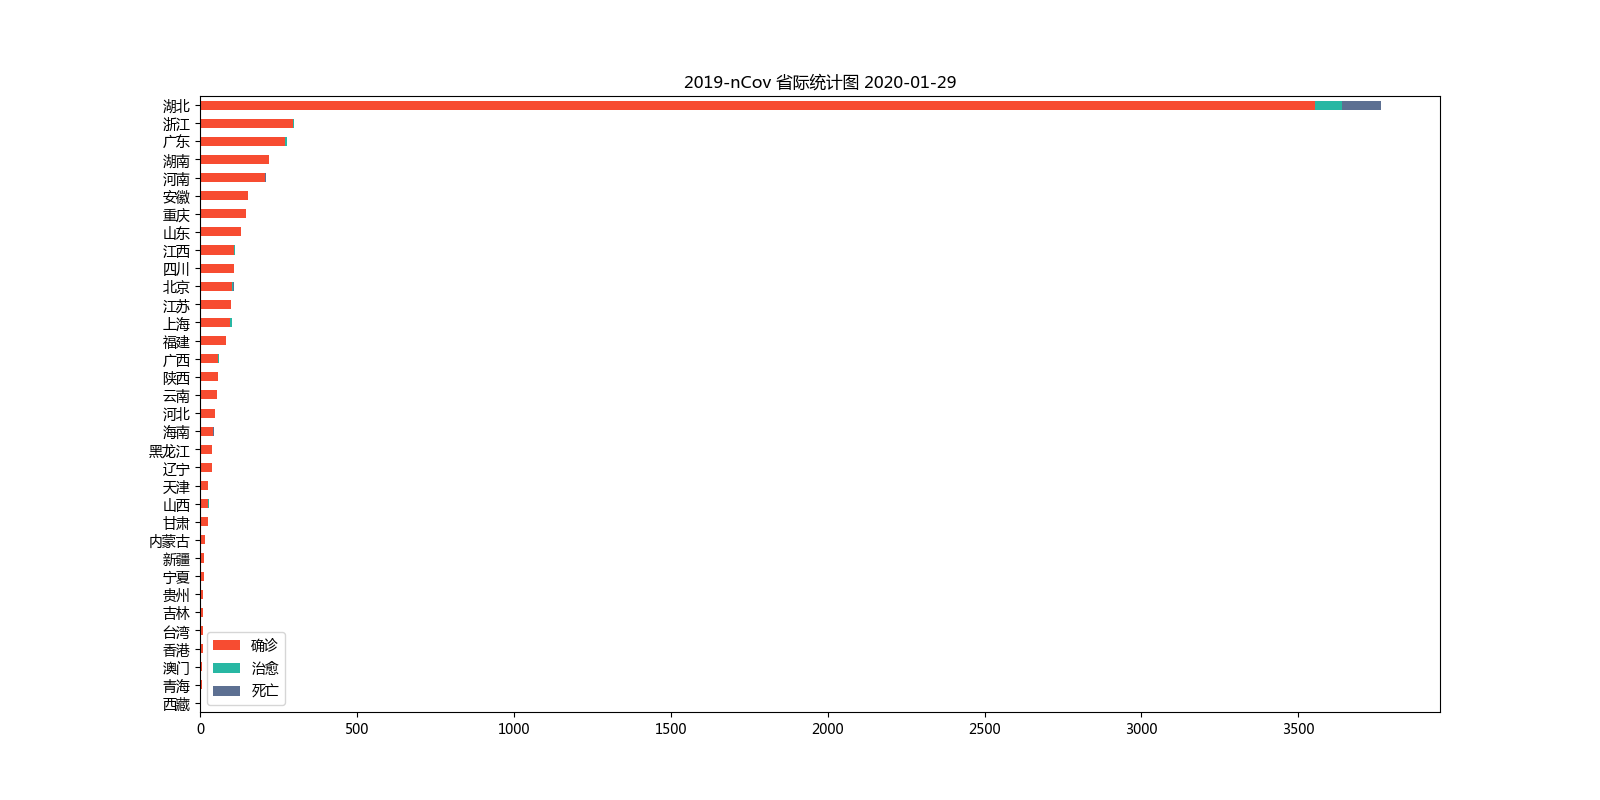 2019-nCov 省际统计图 2020-01-29
湖北
浙江
广东
湖南
河南
安徽
重庆
山东
江西
四川
北京
江苏
上海
福建
广西
陕西
云南
河北
海南
黑龙江
辽宁
天津
山西
甘肃
内蒙古
新疆
宁夏
贵州
吉林
台湾
香港
澳门
青海
西藏
确诊
治愈
死亡
0 500 1000 1500 2000 2500 3000 3500